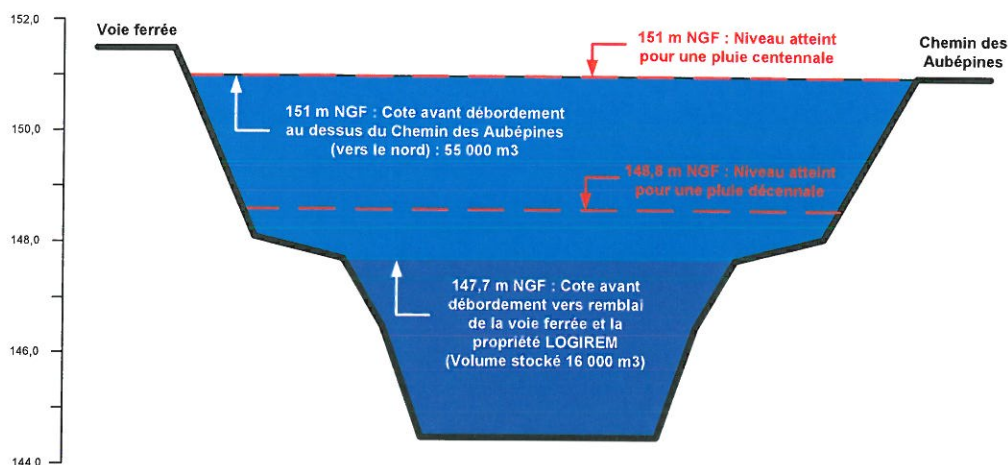 152,0
Voie ferrée
151 m NGF : Niveau atteint
pour une pluie centennale
Chemin des
Aubépines
151 m NGF : Cote avant débordement
au dessus du Chemin des Aubépines
(vers le nord) : 55 000 m3
150,0
148,8 m NGF : Niveau atteint
pour une pluie décennale
148,0
147,7 m NGF : Cote avant
débordement vers remblai
de la voie ferrée et la
propriété LOGIREM
(Volume stocké 16 000 m3)
146,0
144,0